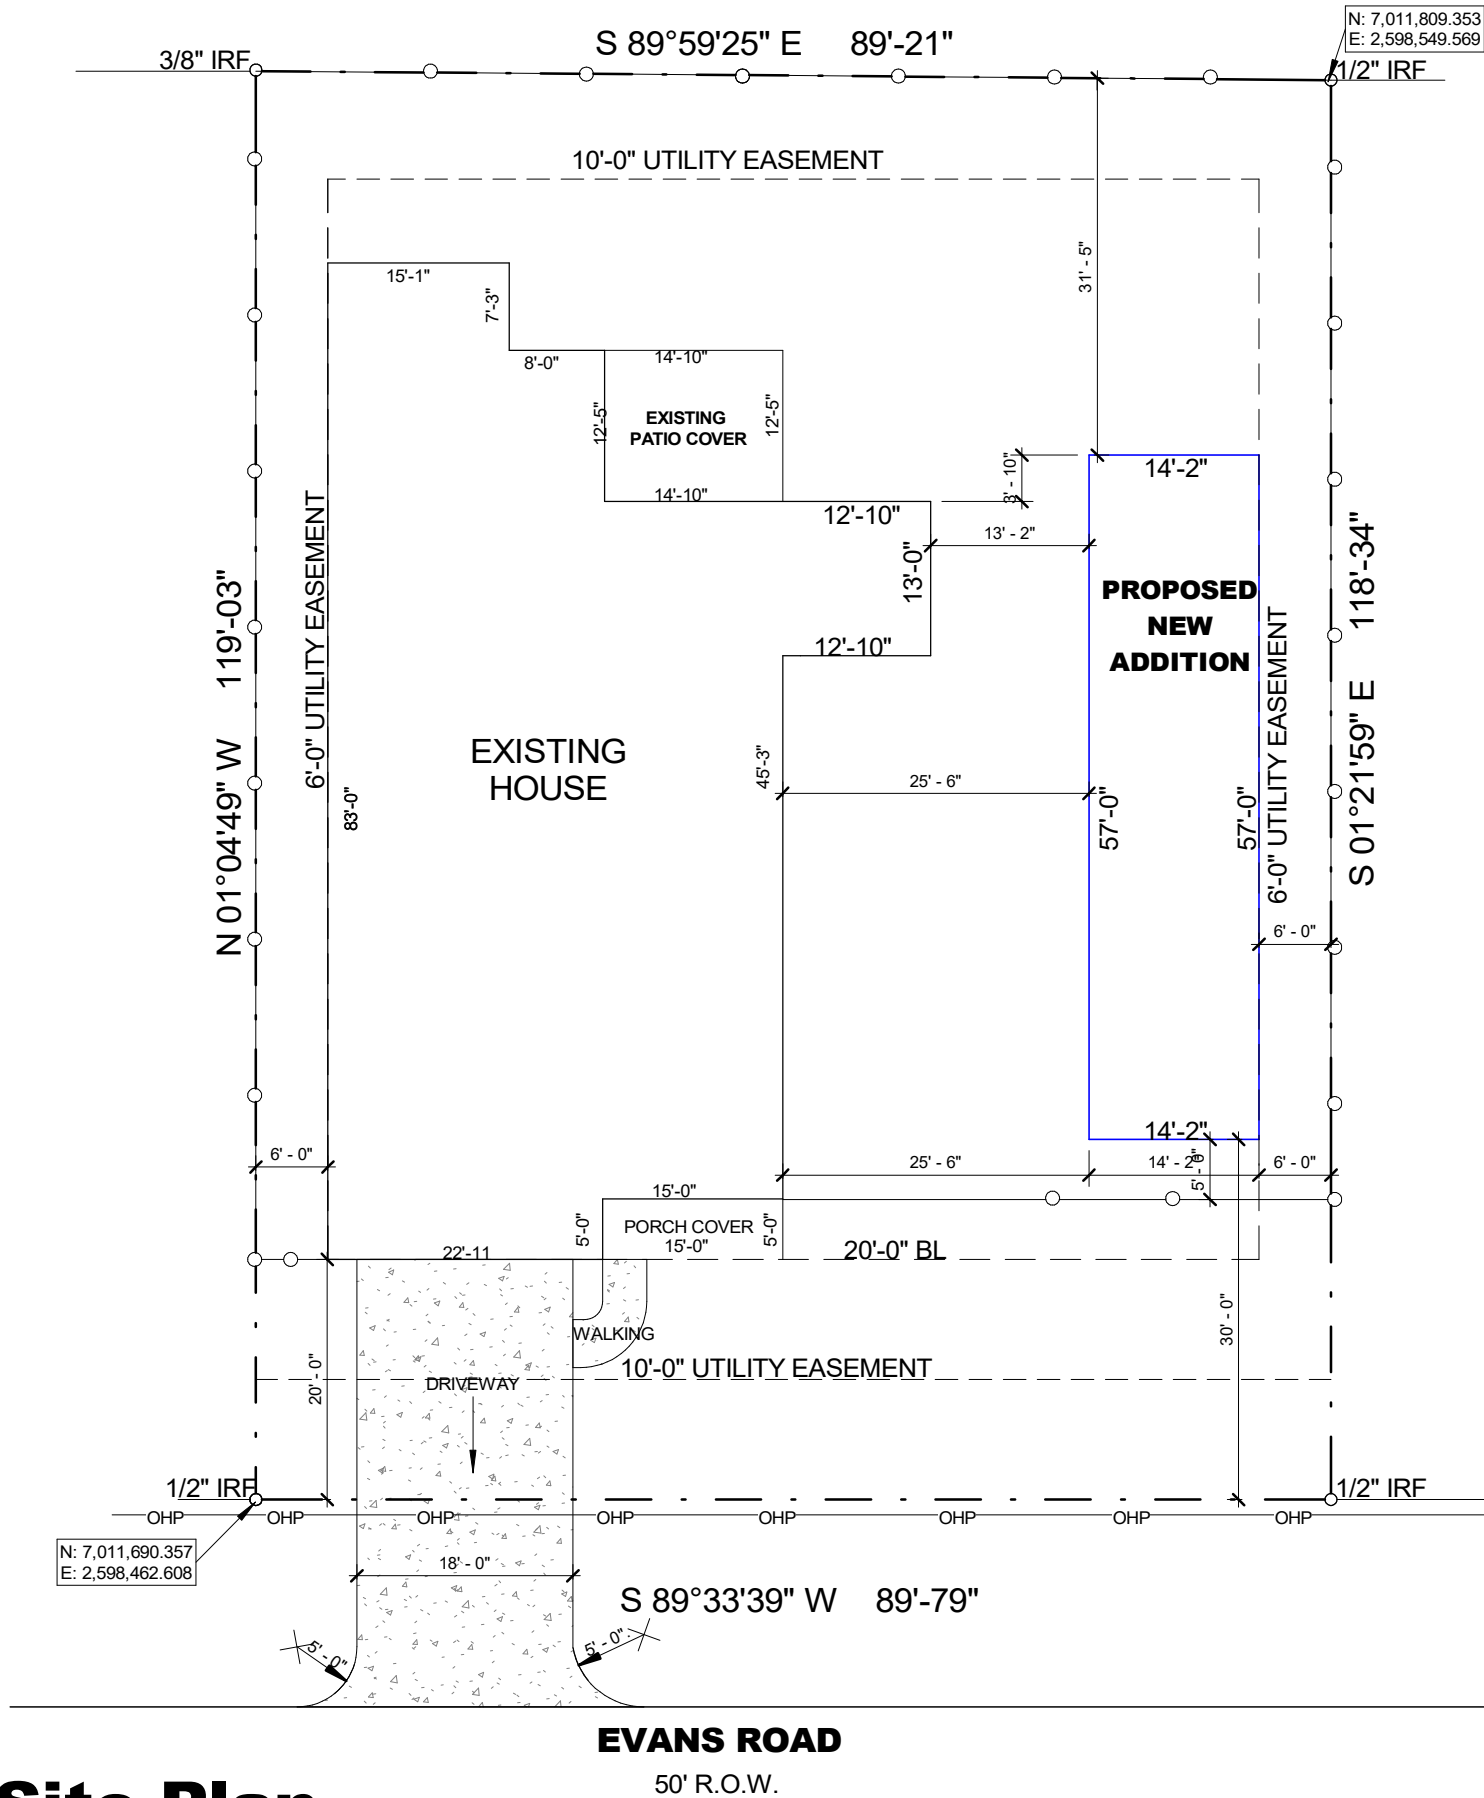 N: 7,011,809.353
E: 2,598,549.569
S 89°59'25" E 89'-21"
3/8" IRF
1/2" IRF
10'-0" UTILITY EASEMENT
31' - 5"
15'-1"
7'-3"
8'-0"
14'-10"
12'-5"
EXISTING
PATIO COVER
12'-5"
14'-10"
12'-10"
3' - 10"
14'-2"
13' - 2"
13'-0"
12'-10"
PROPOSED
NEW
ADDITION
6'-0" UTILITY EASEMENT
N 01°04'49" W 119'-03"
S 01°21'59" E 118'-34"
6'-0" UTILITY EASEMENT
EXISTING
HOUSE
83'-0"
45'-3"
25' - 6"
57'-0"
57'-0"
6' - 0"
14'-2"
6' - 0"
25' - 6"
14' - 2"
6' - 0"
5' - 0"
15'-0"
5'-0"
PORCH COVER
15'-0"
5'-0"
22'-11
20'-0" BL
WALKING
30' - 0"
20' - 0"
10'-0" UTILITY EASEMENT
DRIVEWAY
1/2" IRF
1/2" IRF
OHP OHP OHP OHP OHP OHP OHP OHP
N: 7,011,690.357
E: 2,598,462.608
18' - 0"
S 89°33'39" W 89'-79"
5' - 0"
5' - 0"
EVANS ROAD
50' R.O.W.
Site Plan